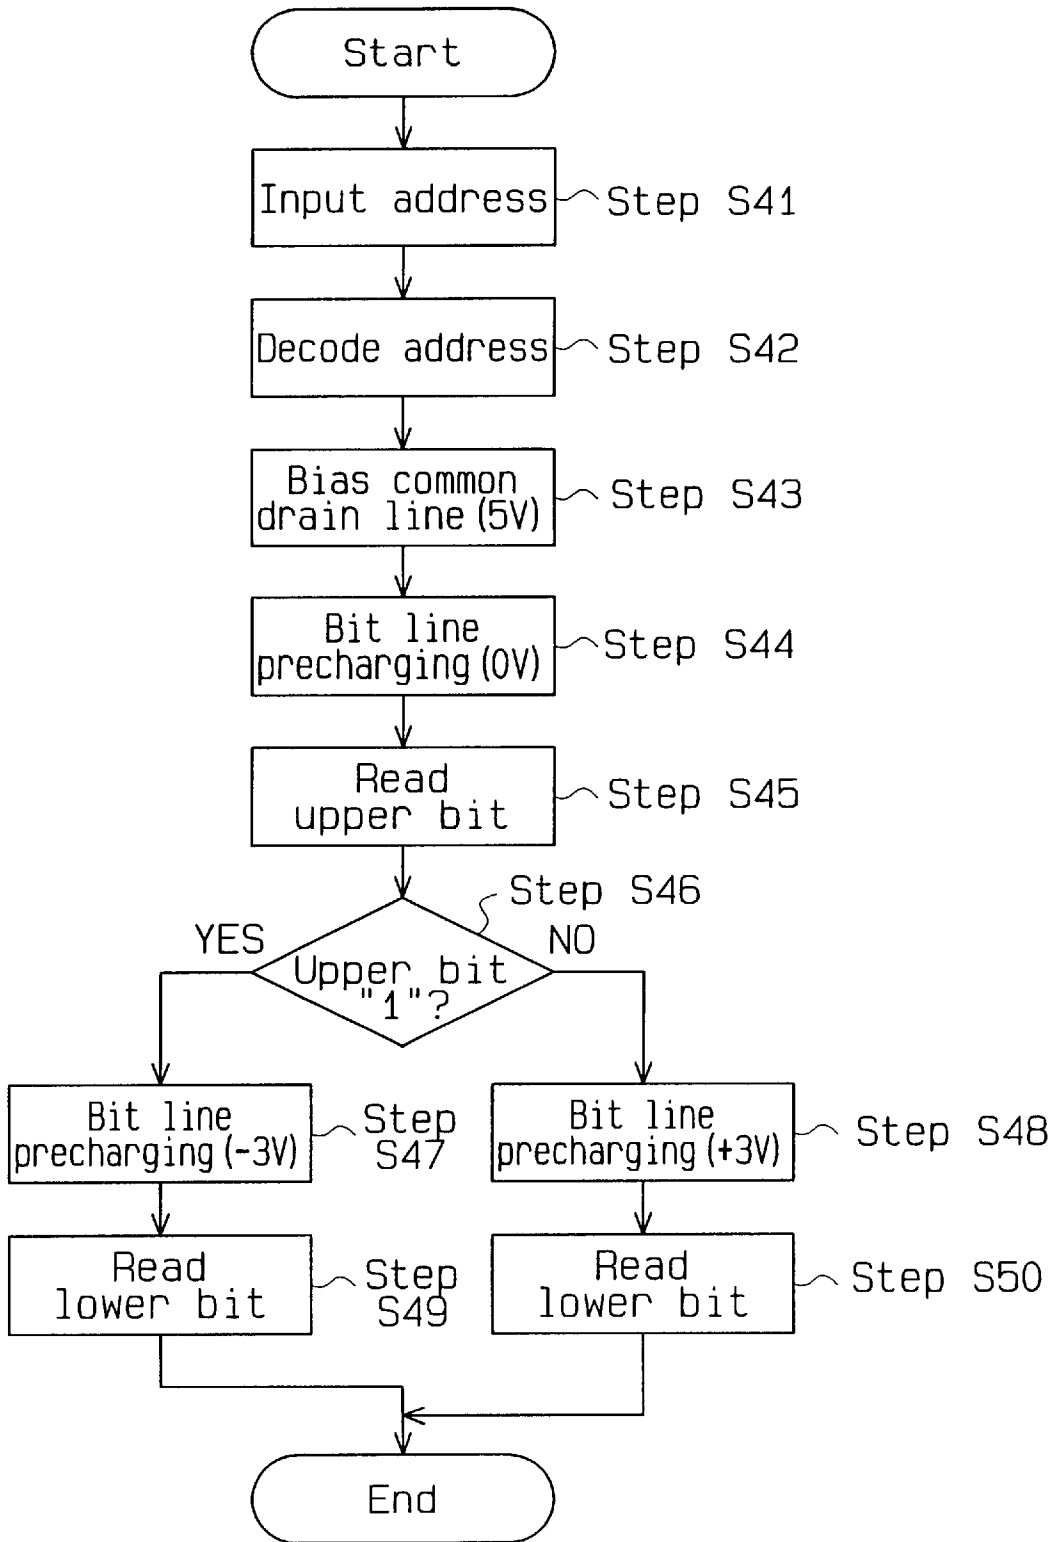 Start
Input address
Step S41
Decode address
Step S42
Bias common
drain line (5V)
Step S43
Bit line
precharging (0V)
Step S44
Read
upper bit
Step S45
Step S46
YES
NO
Upper bit
"1"?
Bit line
precharging (-3V)
Step
S47
Bit line
precharging (+3V)
Step S48
Read
lower bit
Step
S49
Read
lower bit
Step S50
End